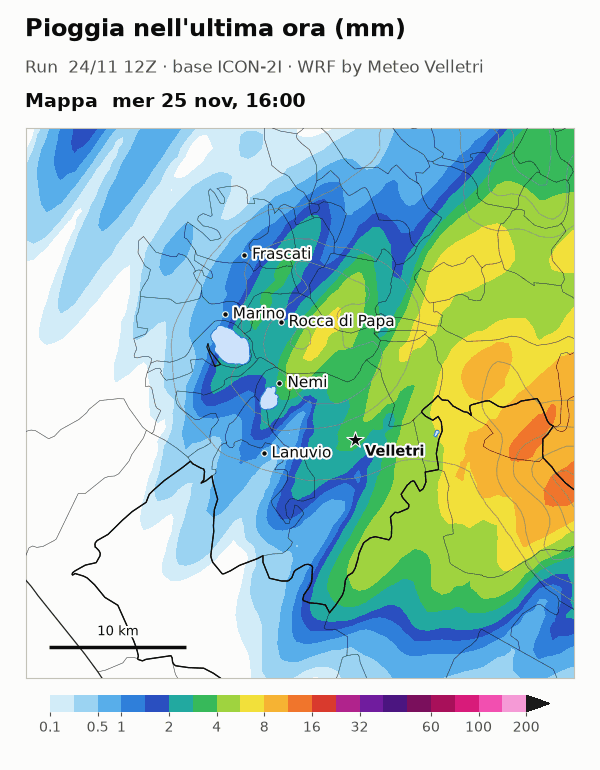 Pioggia nell'ultima ora (mm)
Run  24/11 12Z · base ICON-2I · WRF by Meteo Velletri
Mappa  mer 25 nov, 16:00
Frascati
Marino
Rocca di Papa
Nemi
Velletri
Lanuvio
10 km
0.1 0.5 1 2 4 8 16 32 60 100 200